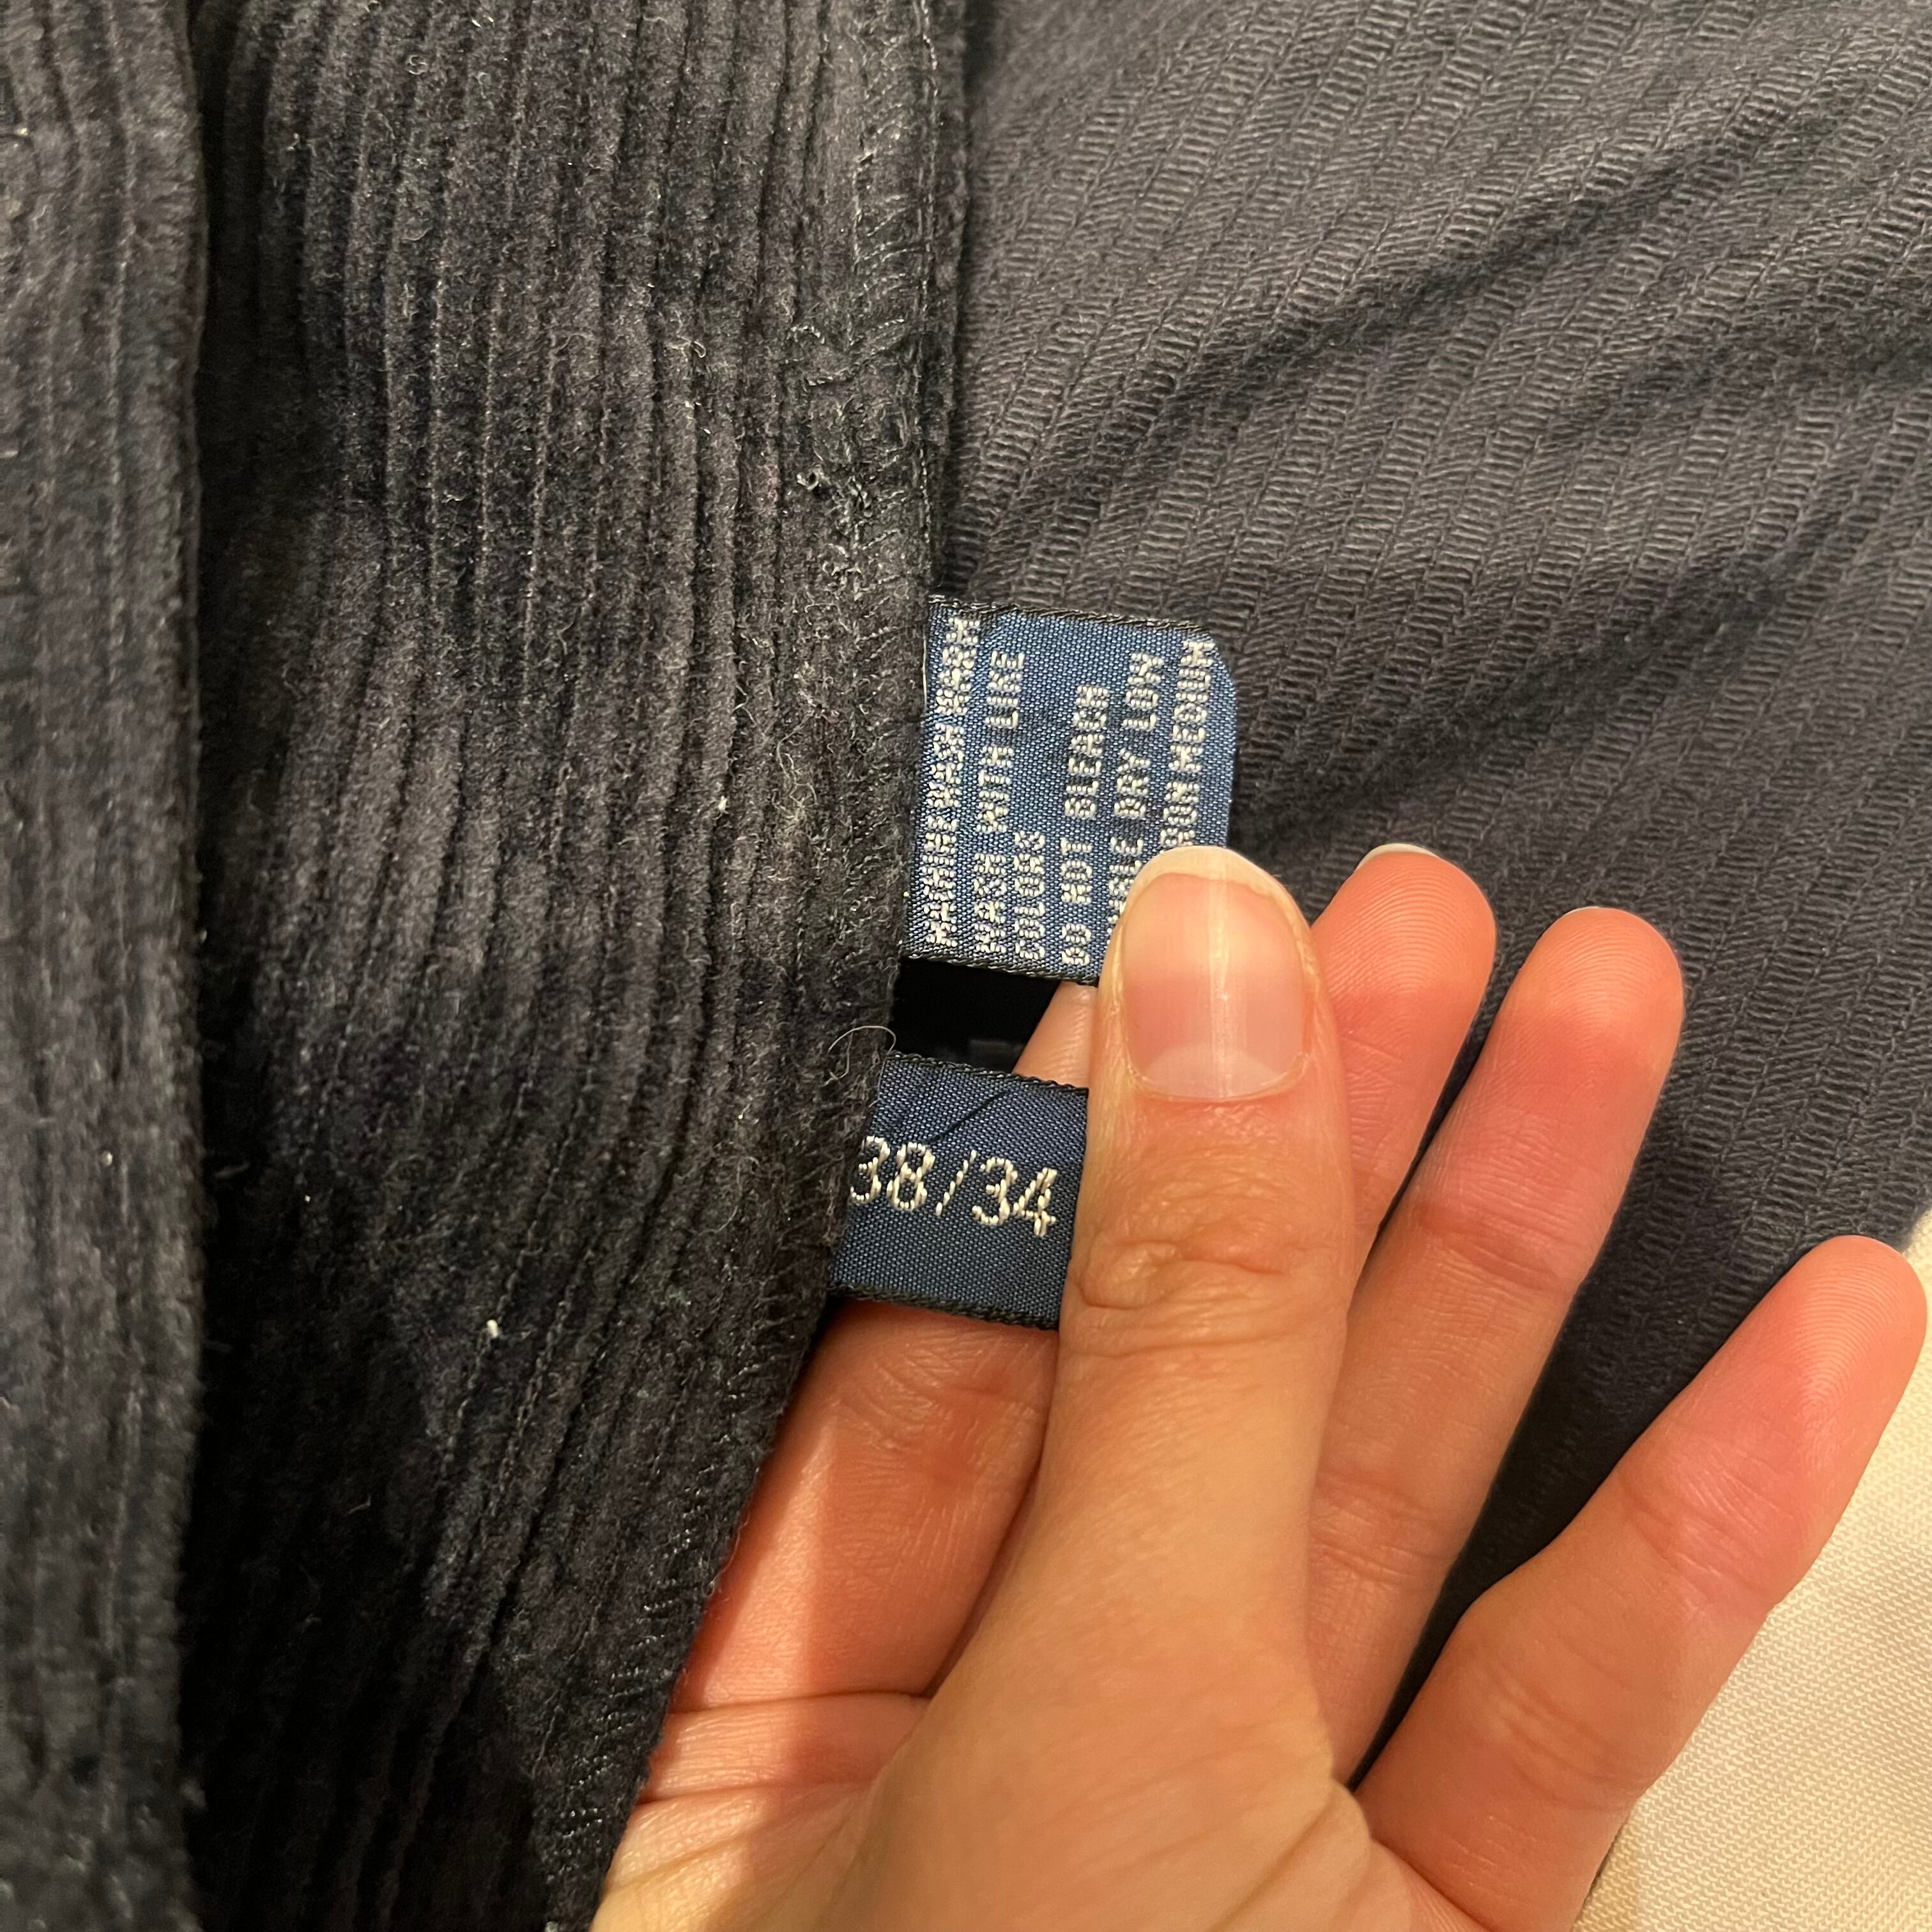 MACHINE WASH WARM
WASH WITH LIKE
COLORS
DO NOT BLEACH
DRY LOW
IRON MEDIUM
38/34